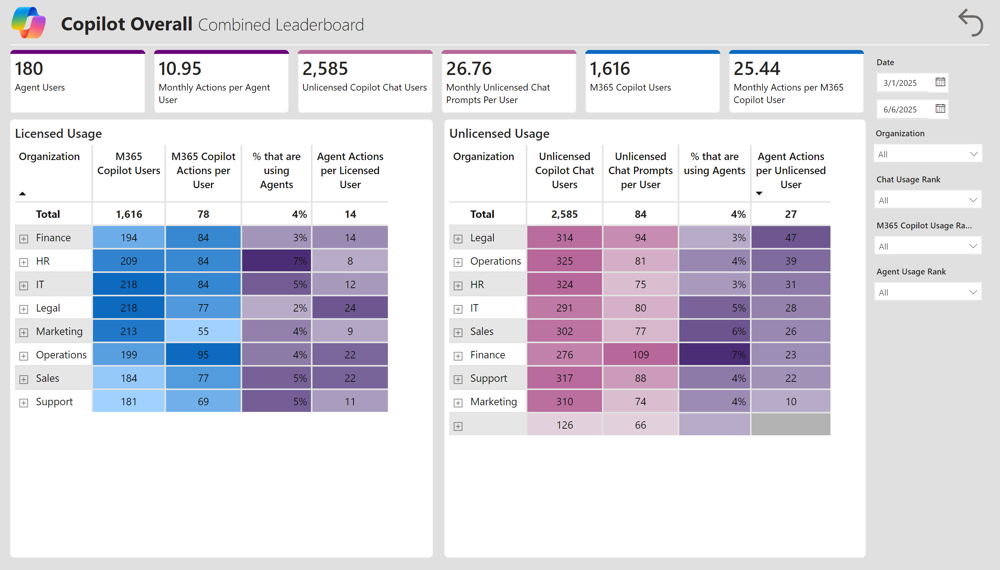 Copilot Overall Combined Leaderboard
180
Agent Users
10.95
Monthly Actions per Agent
User
2,585
Unlicensed Copilot Chat Users
26.76
Monthly Unlicensed Chat
Prompts Per User
1,616
M365 Copilot Users
25.44
Monthly Actions per M365
Copilot User
Date
3/1/2025
6/6/2025
Organization
All
Chat Usage Rank
All
M365 Copilot Usage Ra...
All
Agent Usage Rank
All
Licensed Usage
Organization
M365
Copilot Users
M365 Copilot
Actions per
User
% that are
using
Agents
Agent Actions
per Licensed
User
Total 1,616 78 4% 14
Finance 194 84 3% 14
HR 209 84 7% 8
IT 218 84 5% 12
Legal 218 77 2% 24
Marketing 213 55 4% 9
Operations 199 95 4% 22
Sales 184 77 5% 22
Support 181 69 5% 11
Unlicensed Usage
Organization
Unlicensed
Copilot Chat
Users
Unlicensed
Chat Prompts
per User
% that are
using Agents
Agent Actions
per Unlicensed
User
Total 2,585 84 4% 27
Legal 314 94 3% 47
Operations 325 81 4% 39
HR 324 75 3% 31
IT 291 80 5% 28
Sales 302 77 6% 26
Finance 276 109 7% 23
Support 317 88 4% 22
Marketing 310 74 4% 10
126 66